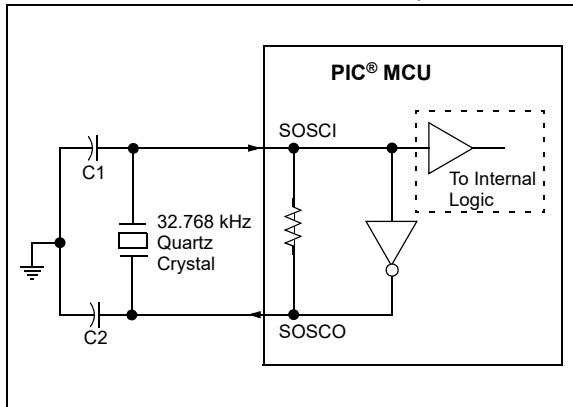 PIC® MCU
SOSCI
C1
To Internal
Logic
32.768 kHz
Quartz
Crystal
C2
SOSCO